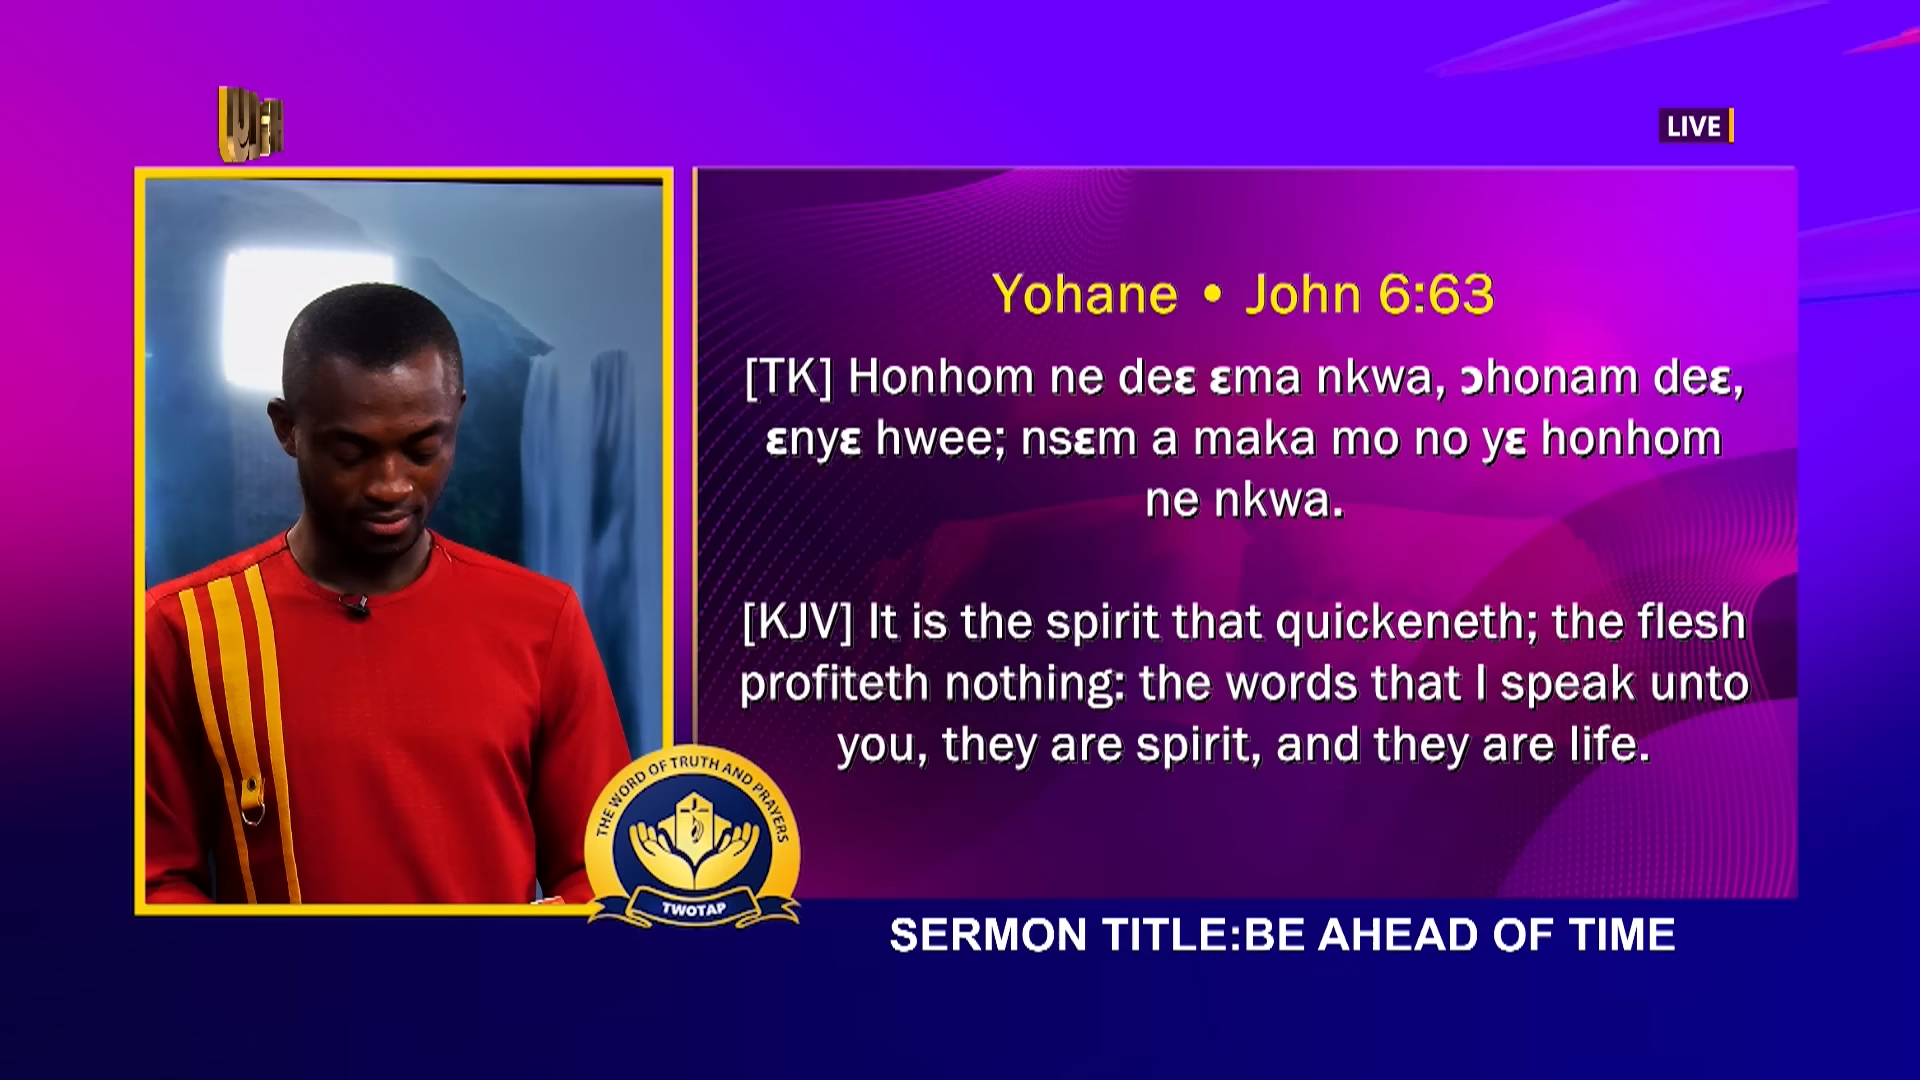 LIVE
Yohane • John 6:63
[TK] Honhom ne deɛ ɛma nkwa, ɔhonam deɛ,
ɛnyɛ hwee; nsɛm a maka mo no yɛ honhom
ne nkwa.
[KJV] It is the spirit that quickeneth; the flesh
profiteth nothing: the words that I speak unto
you, they are spirit, and they are life.
THE WORD OF TRUTH AND PRAYERS
TWOTAP
SERMON TITLE:BE AHEAD OF TIME